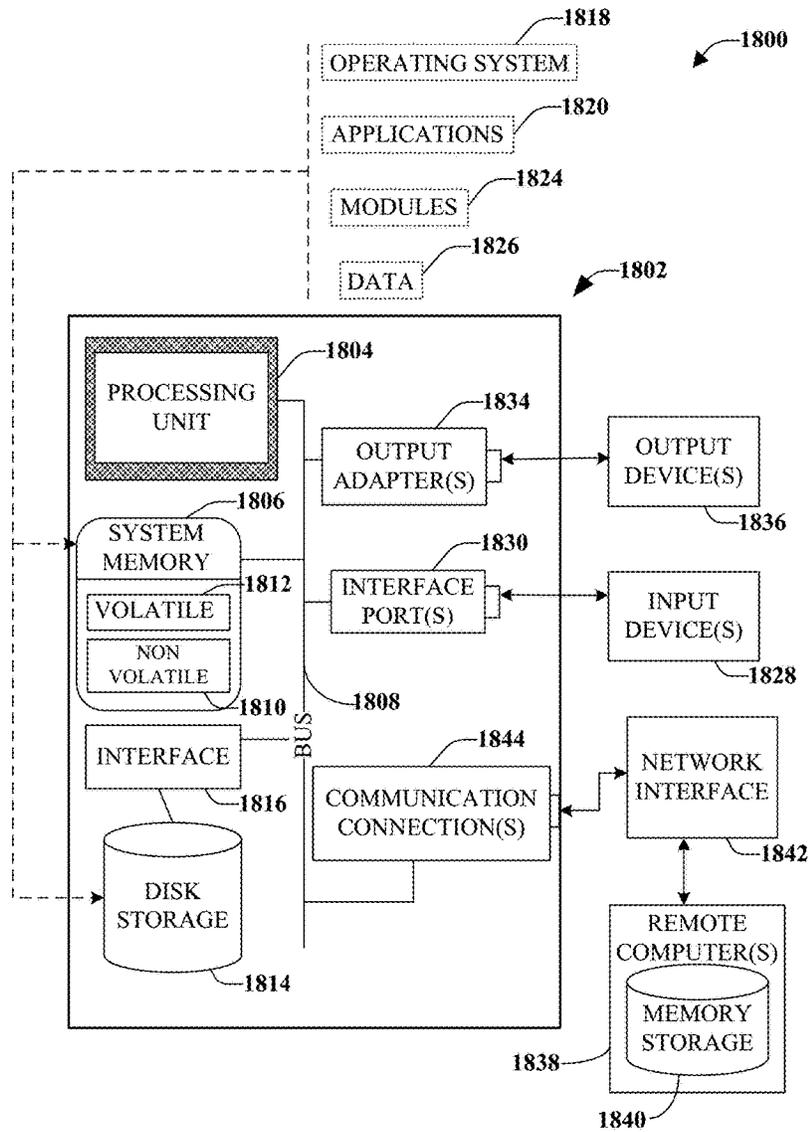 1818
1800
OPERATING SYSTEM
1820
APPLICATIONS
1824
MODULES
1826
DATA
1802
1804
PROCESSING
UNIT
1834
OUTPUT
ADAPTER(S)
OUTPUT
DEVICE(S)
1836
1806
SYSTEM
MEMORY
1812
VOLATILE
NON
VOLATILE
1810
1830
INTERFACE
PORT(S)
INPUT
DEVICE(S)
1828
1808
BUS
INTERFACE
1816
1844
COMMUNICATION
CONNECTION(S)
NETWORK
INTERFACE
1842
DISK
STORAGE
1814
REMOTE
COMPUTER(S)
MEMORY
STORAGE
1838
1840